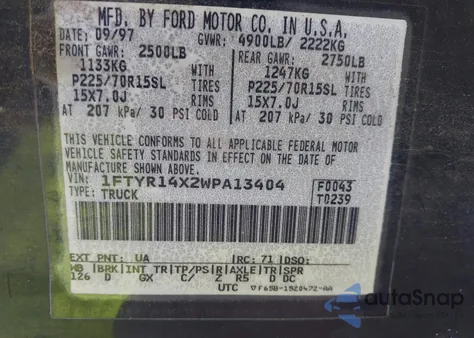 MFD. BY FORD MOTOR CO. IN U.S.A.
DATE: 09/97 GVWR: 4900LB/ 2222KG
FRONT GAWR: 2500LB REAR GAWR: 2750LB
1133KG WITH 1247KG WITH
P225/70R15SL TIRES P225/70R15SL TIRES
15X7.0J RIMS 15X7.0J RIMS
AT 207 kPa/ 30 PSI COLD AT 207 kPa/ 30 PSI COLD
THIS VEHICLE CONFORMS TO ALL APPLICABLE FEDERAL MOTOR
VEHICLE SAFETY STANDARDS IN EFFECT ON THE DATE OF
MANUFACTURE SHOWN ABOVE.
VIN: 1FTYR14X2WPA13404 F0043
TYPE: TRUCK T0239
EXT PNT: UA RC: 71 DSO:
WB BRK INT TR TP/PS R AXLE TR SPR
126 D GX C/ Z R5 D DC
UTC F65B-1520472-AA
autoSnap